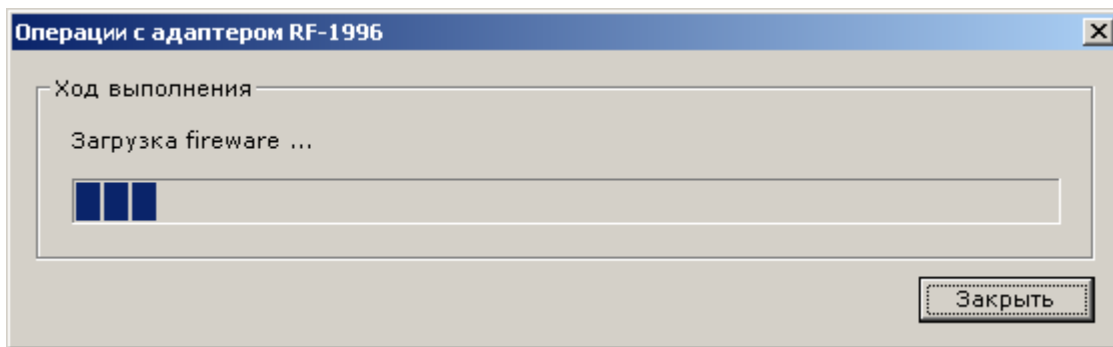 Операции с адаптером RF-1996
Ход выполнения
Загрузка fireware ...
Закрыть